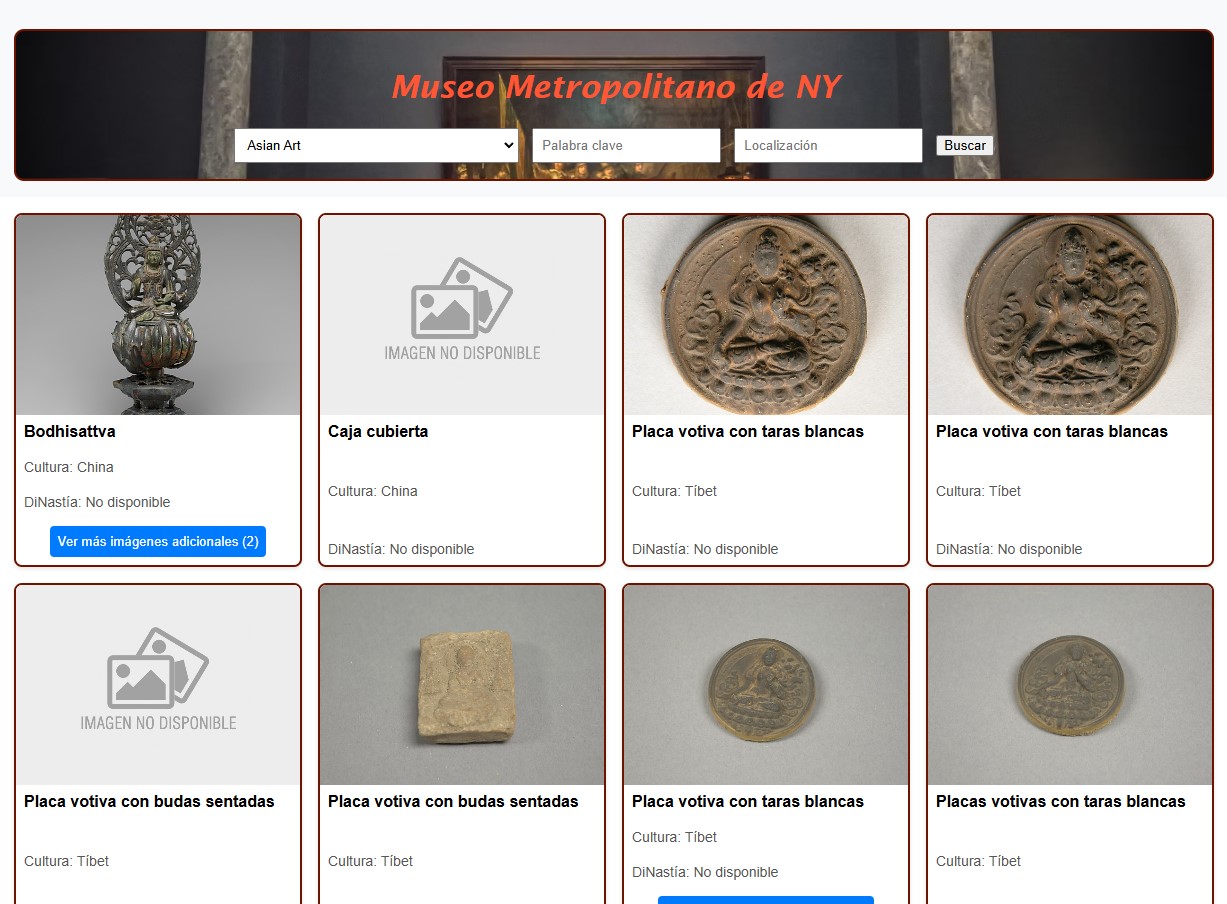 Museo Metropolitano de NY
Asian Art
Palabra clave
Localización
Buscar
IMAGEN NO DISPONIBLE
Bodhisattva
Cultura: China
DiNastía: No disponible
Ver más imágenes adicionales (2)
Caja cubierta
Cultura: China
DiNastía: No disponible
Placa votiva con taras blancas
Cultura: Tíbet
DiNastía: No disponible
Placa votiva con taras blancas
Cultura: Tíbet
DiNastía: No disponible
IMAGEN NO DISPONIBLE
Placa votiva con budas sentadas
Cultura: Tíbet
Placa votiva con budas sentadas
Cultura: Tíbet
Placa votiva con taras blancas
Cultura: Tíbet
DiNastía: No disponible
Placas votivas con taras blancas
Cultura: Tíbet